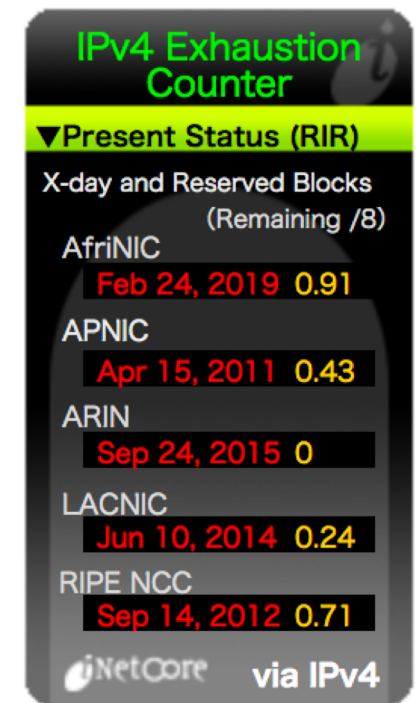 IPv4 Exhaustion
Counter
▼Present Status (RIR)
X-day and Reserved Blocks
(Remaining /8)
AfriNIC
Feb 24, 2019 0.91
APNIC
Apr 15, 2011 0.43
ARIN
Sep 24, 2015 0
LACNIC
Jun 10, 2014 0.24
RIPE NCC
Sep 14, 2012 0.71
iNetCore via IPv4